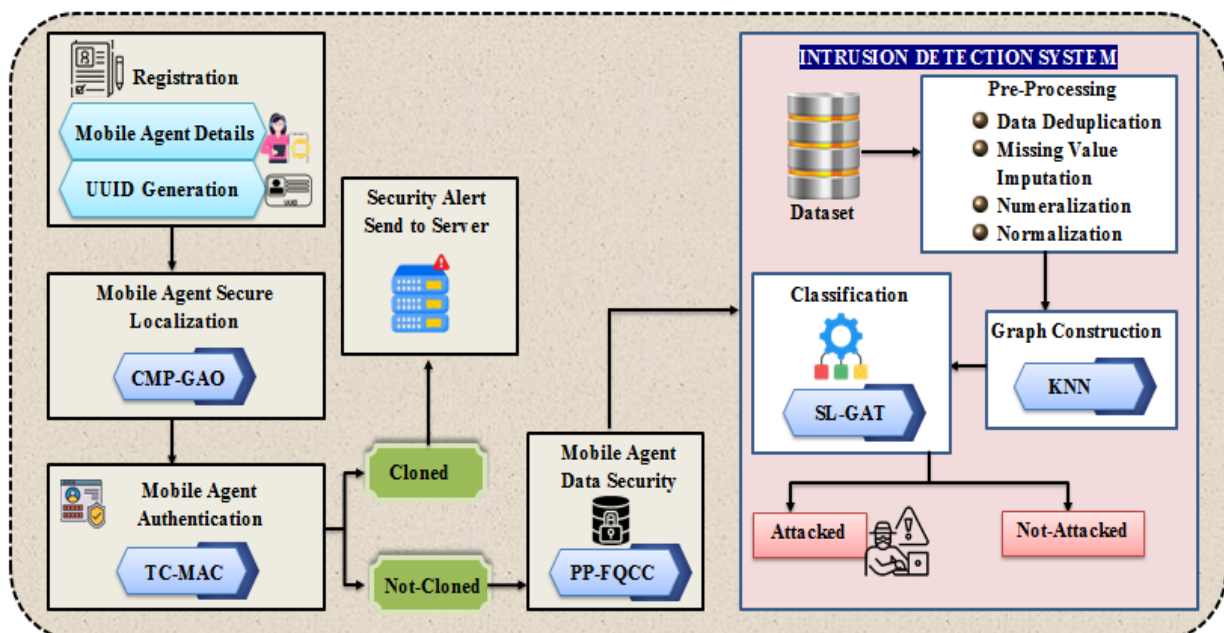 Registration
Mobile Agent Details
UUID Generation
UUID
Mobile Agent Secure
Localization
CMP-GAO
Mobile Agent
Authentication
TC-MAC
Security Alert
Send to Server
Cloned
Not-Cloned
Mobile Agent
Data Security
PP-FQCC
INTRUSION DETECTION SYSTEM
Dataset
Pre-Processing
Data Deduplication
Missing Value
Imputation
Numeralization
Normalization
Graph Construction
KNN
Classification
SL-GAT
Attacked
Not-Attacked